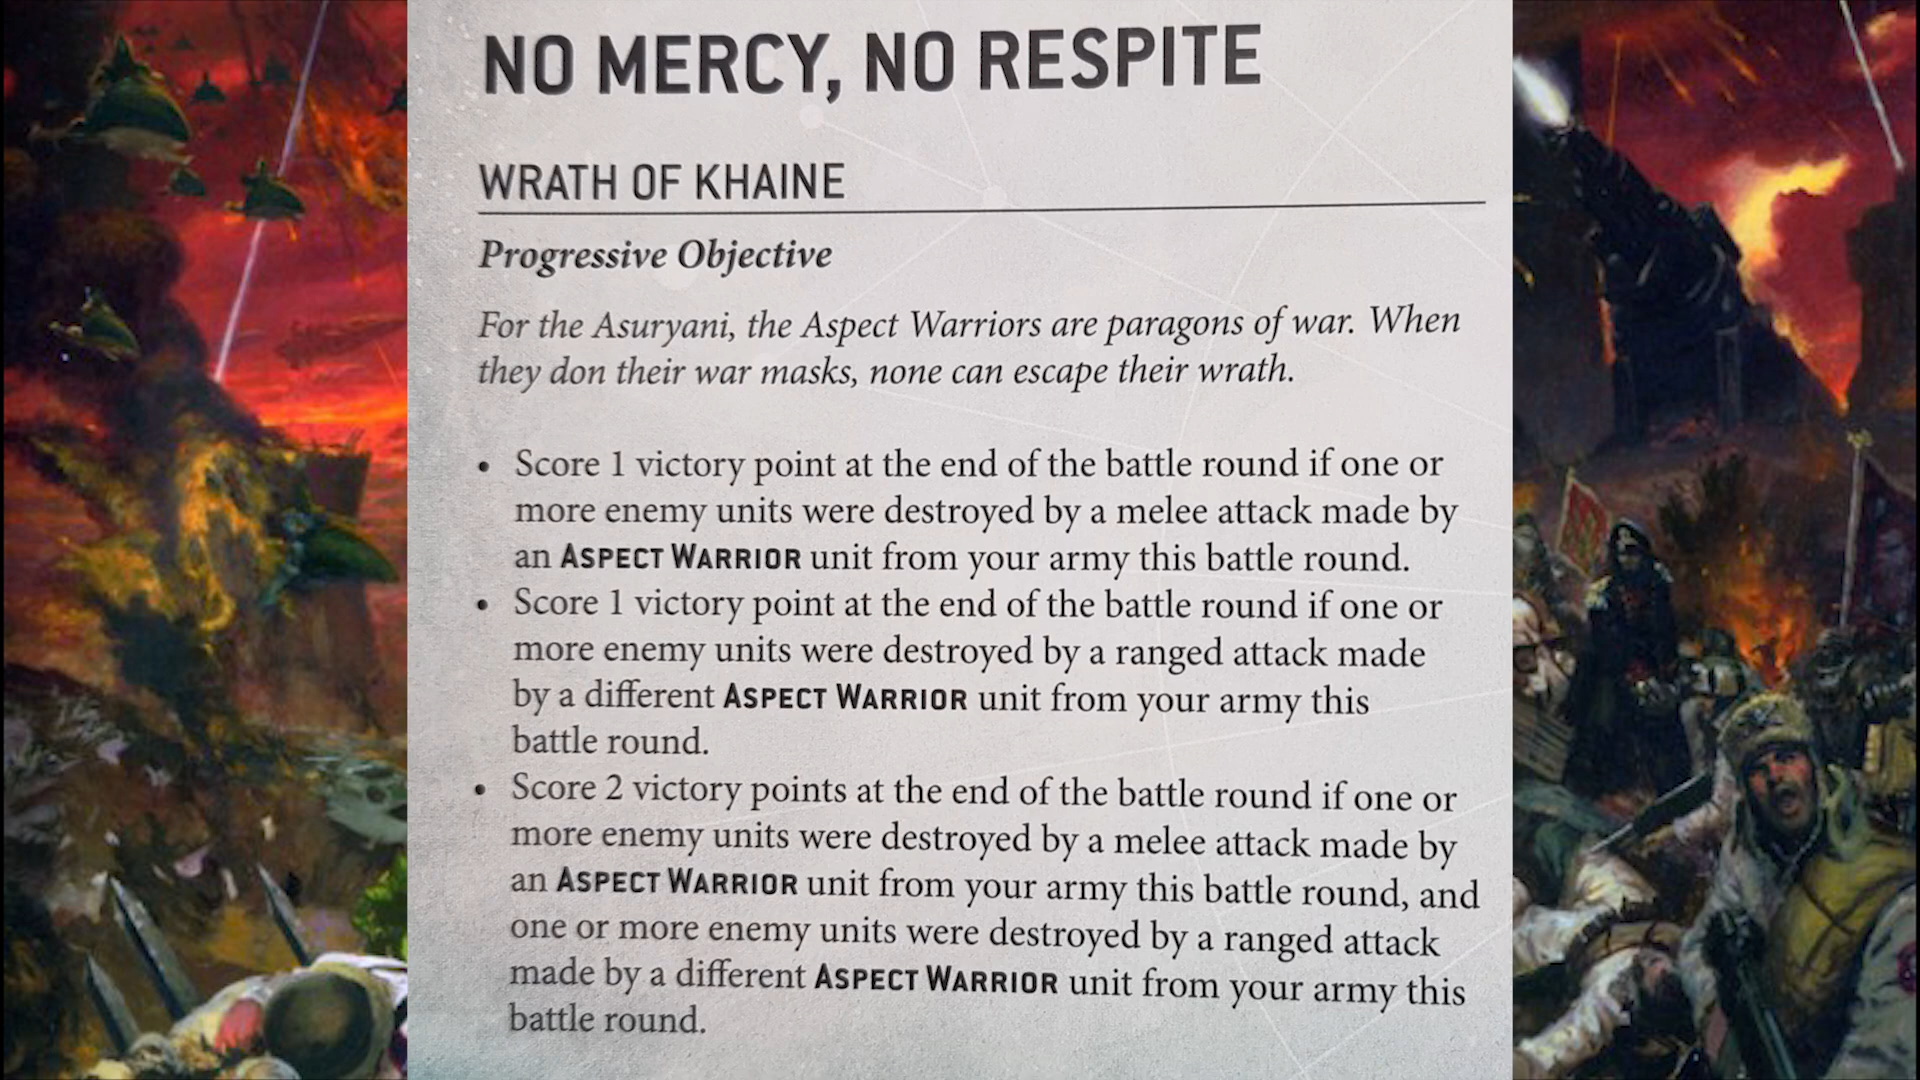 NO MERCY, NO RESPITE
WRATH OF KHAINE
Progressive Objective
For the Asuryani, the Aspect Warriors are paragons of war. When
they don their war masks, none can escape their wrath.
• Score 1 victory point at the end of the battle round if one or
more enemy units were destroyed by a melee attack made by
an ASPECT WARRIOR unit from your army this battle round.
• Score 1 victory point at the end of the battle round if one or
more enemy units were destroyed by a ranged attack made
by a different ASPECT WARRIOR unit from your army this
battle round.
• Score 2 victory points at the end of the battle round if one or
more enemy units were destroyed by a melee attack made by
an ASPECT WARRIOR unit from your army this battle round, and
one or more enemy units were destroyed by a ranged attack
made by a different ASPECT WARRIOR unit from your army this
battle round.